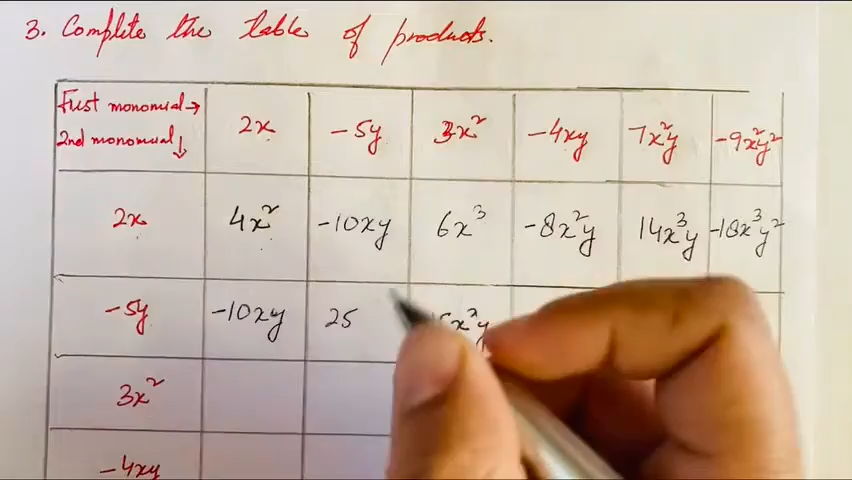 3. Complete the table of products.
First monomial → 2x -5y 3x² -4xy 7x²y -9x²y²
2nd monomial ↓
2x 4x² -10xy 6x³ -8x²y 14x³y -18x³y²
-5y -10xy 25 x²y
3x²
-4xy